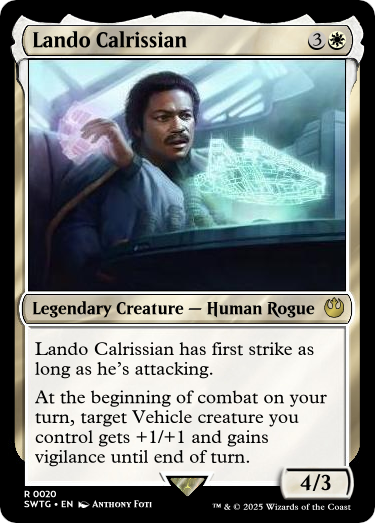 Lando Calrissian 3
Legendary Creature — Human Rogue
Lando Calrissian has first strike as
long as he's attacking.
At the beginning of combat on your
turn, target Vehicle creature you
control gets +1/+1 and gains
vigilance until end of turn.
4/3
R 0020
SWTG • EN Anthony Foti
™ & © 2025 Wizards of the Coast